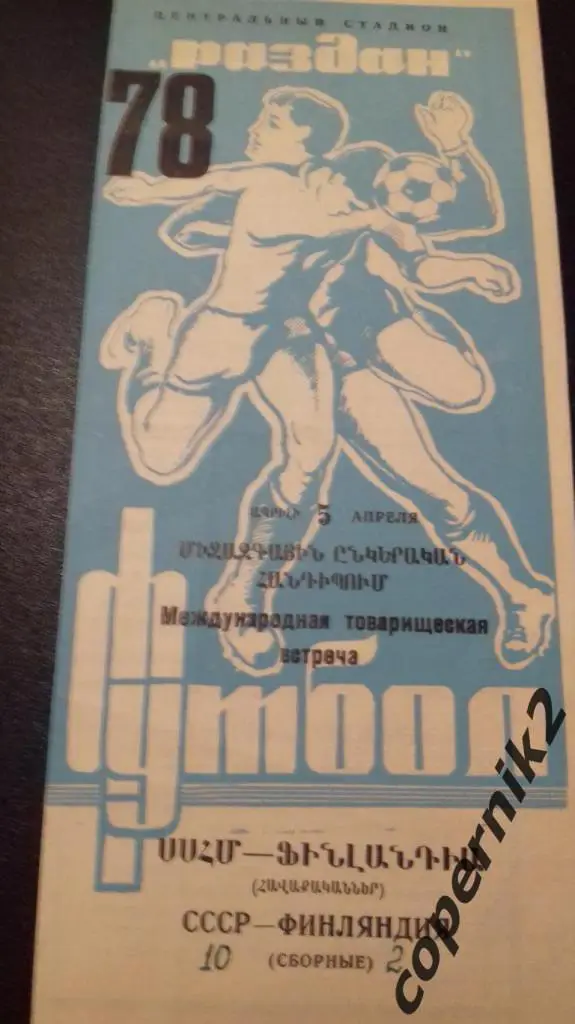 ЦЕНТРАЛЬНЫЙ СТАДИОН
„раздан“
78
ԱՊՐԻԼԻ 5 АПРЕЛЯ
ՄԻՋԱԶԳԱՅԻՆ ԸՆԿԵՐԱԿԱՆ
ՀԱՆԴԻՊՈՒՄ
Международная товарищеская
встреча
футбол
ՍՍՀՄ—ՖԻՆԼԱՆԴԻԱ
(ՀԱՎԱՔԱԿԱՆՆԵՐ)
СССР—ФИНЛЯНДИЯ
10 (СБОРНЫЕ) 2
copernik2